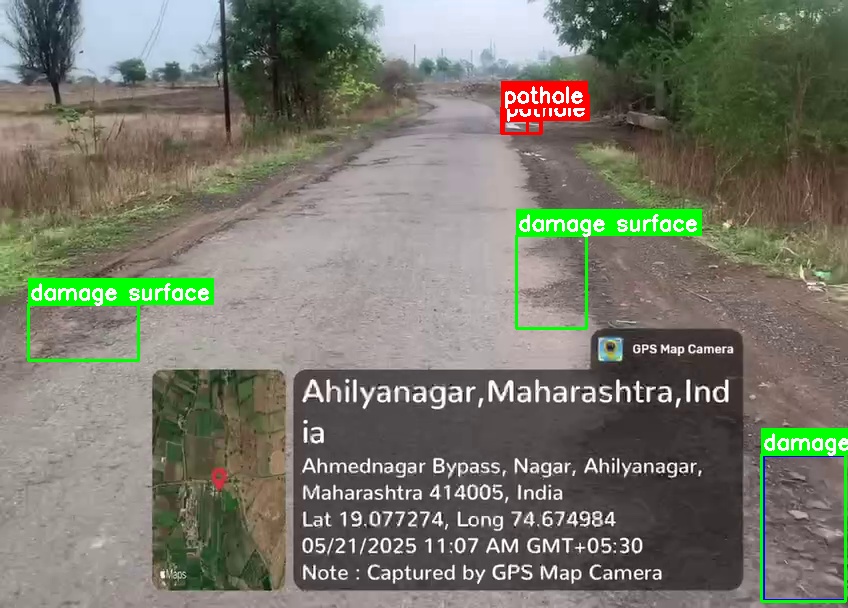 pothole
pothole
damage surface
damage surface
GPS Map Camera
Ahilyanagar,Maharashtra,Ind
ia
Ahmednagar Bypass, Nagar, Ahilyanagar,
Maharashtra 414005, India
Lat 19.077274, Long 74.674984
05/21/2025 11:07 AM GMT+05:30
Note : Captured by GPS Map Camera
damage
Maps